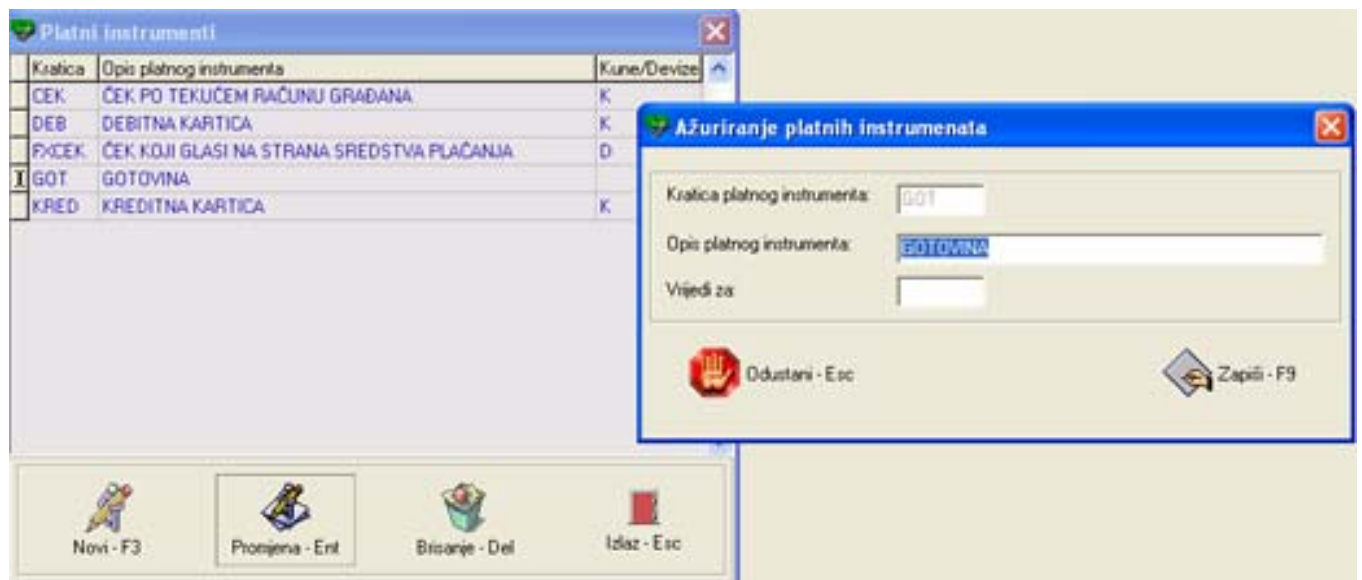 Platni instrumenti
Kratica Opis platnog instrumenta Kune/Devize
CEK ČEK PO TEKUČEM RAČUNU GRAĐANA K
DEB DEBITNA KARTICA K
FXCEK ČEK KOJI GLASI NA STRANA SREDSTVA PLAČANJA D
GOT GOTOVINA
KRED KREDITNA KARTICA K
Novi - F3 Promjena - Ent Brisanje - Del Izlaz - Esc
Ažuriranje platnih instrumenata
Kratica platnog instrumenta: GOT
Opis platnog instrumenta: GOTOVINA
Vrijedi za:
Odustani - Esc Zapiši - F9